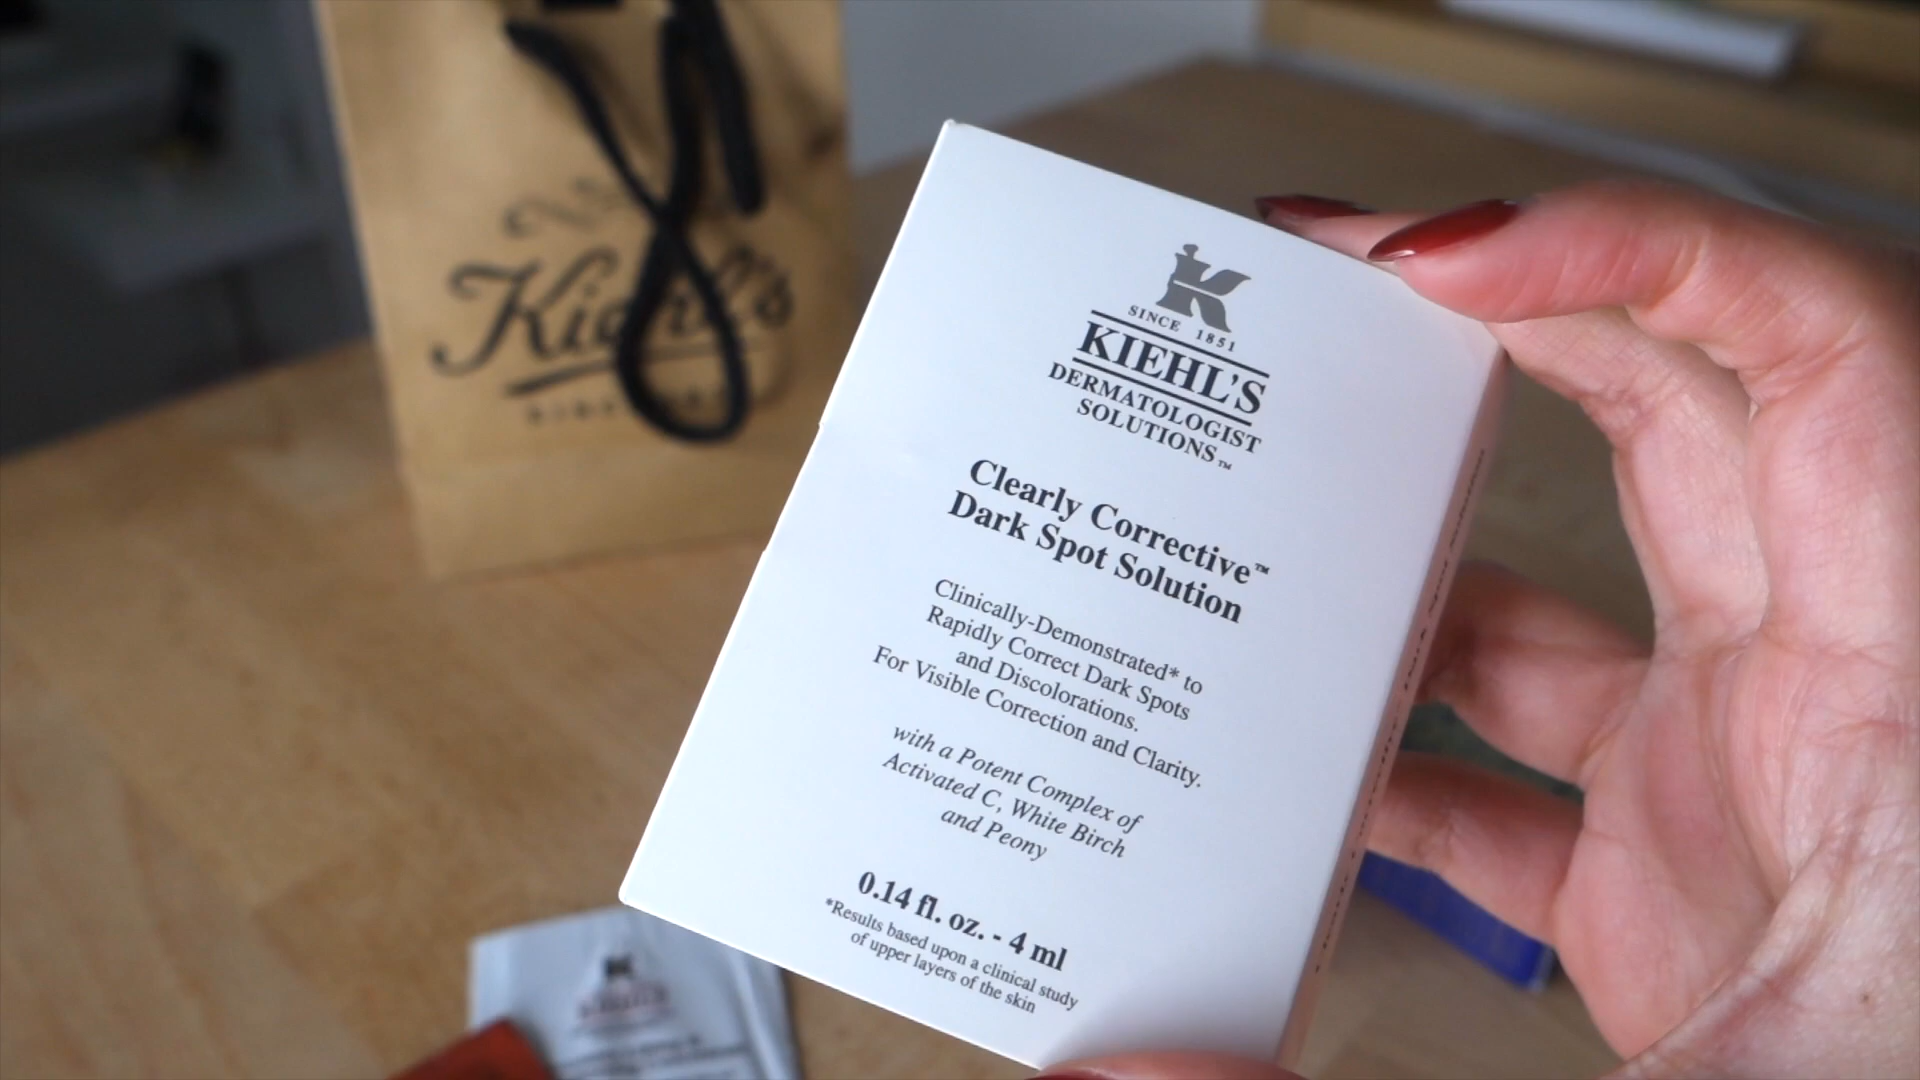 Kiehl's
SINCE 1851
KIEHL'S
DERMATOLOGIST
SOLUTIONS™
Clearly Corrective™
Dark Spot Solution
Clinically-Demonstrated* to
Rapidly Correct Dark Spots
and Discolorations.
For Visible Correction and Clarity.
with a Potent Complex of
Activated C, White Birch
and Peony
0.14 fl. oz. - 4 ml
*Results based upon a clinical study
of upper layers of the skin